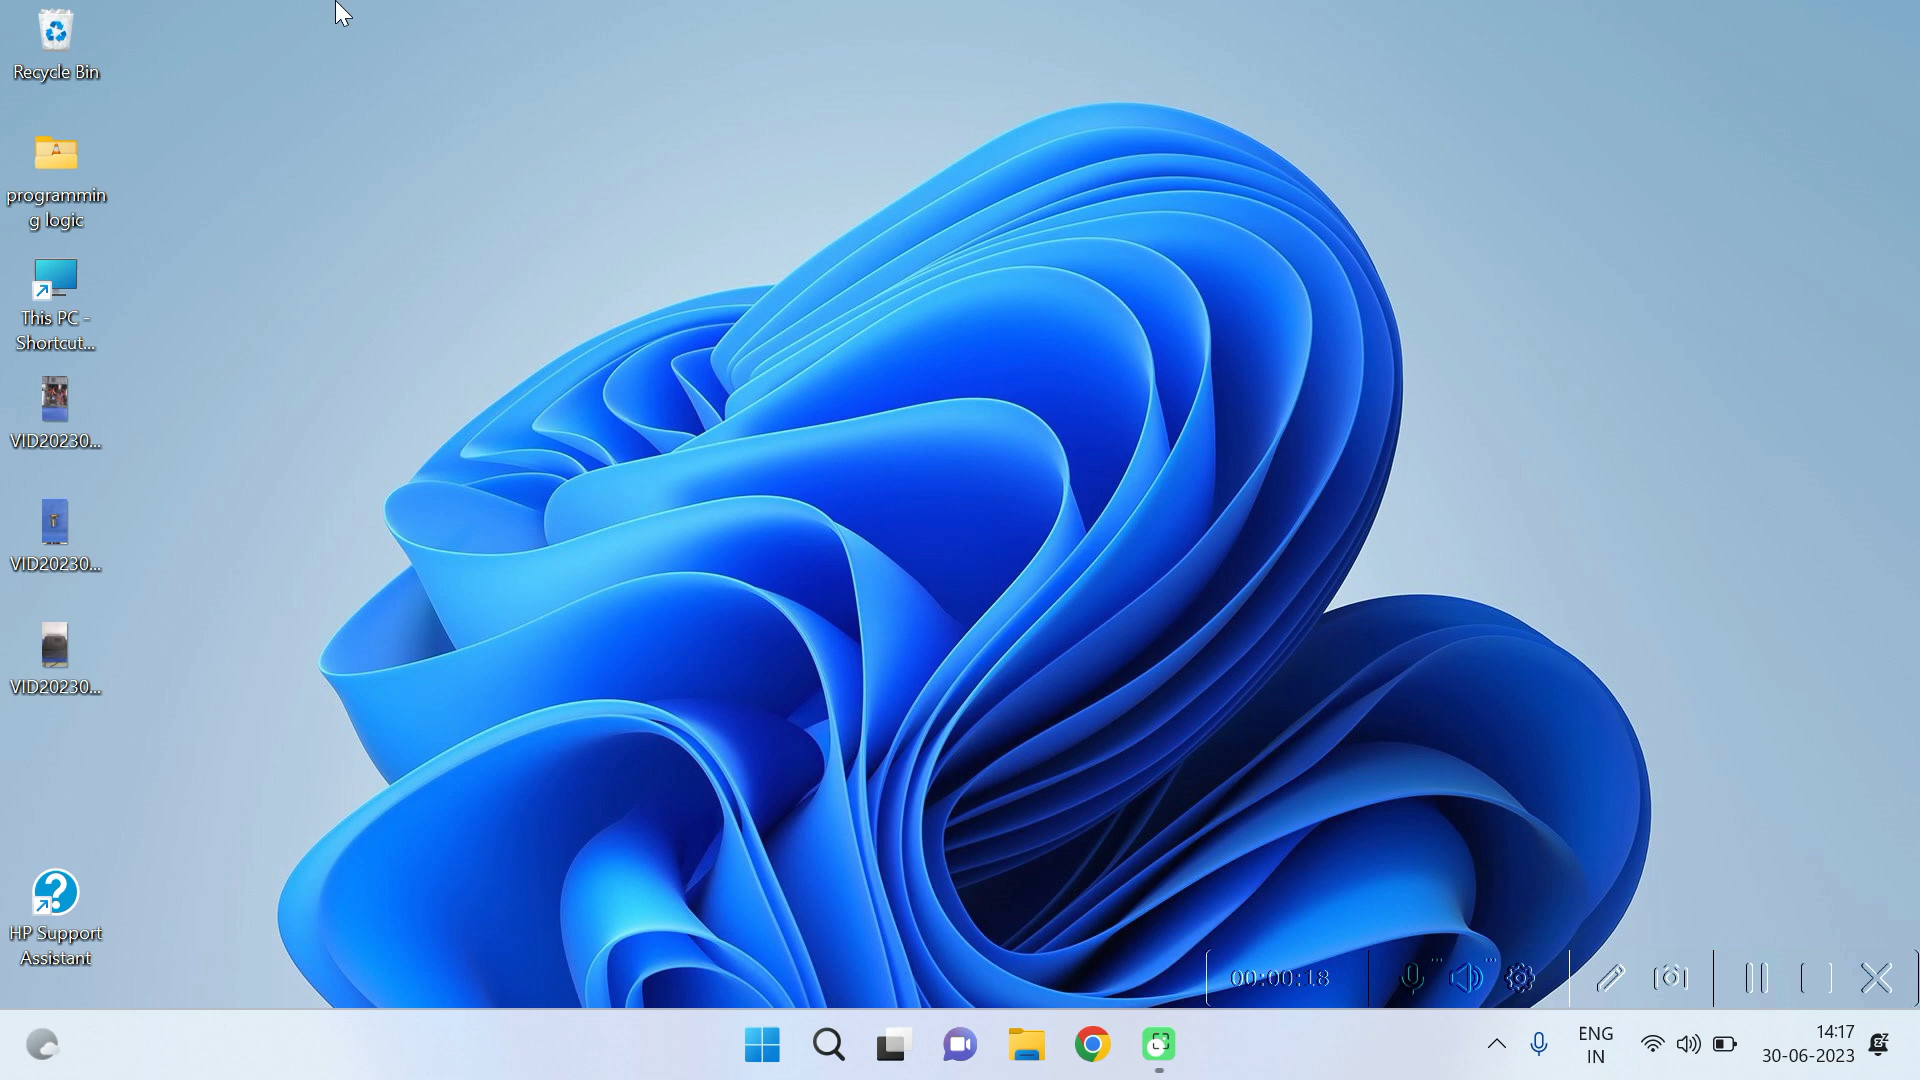 Recycle Bin
programmin
g logic
This PC -
Shortcut...
VID20230...
VID20230...
VID20230...
HP Support
Assistant
00:00:18
ENG
IN
14:17
30-06-2023